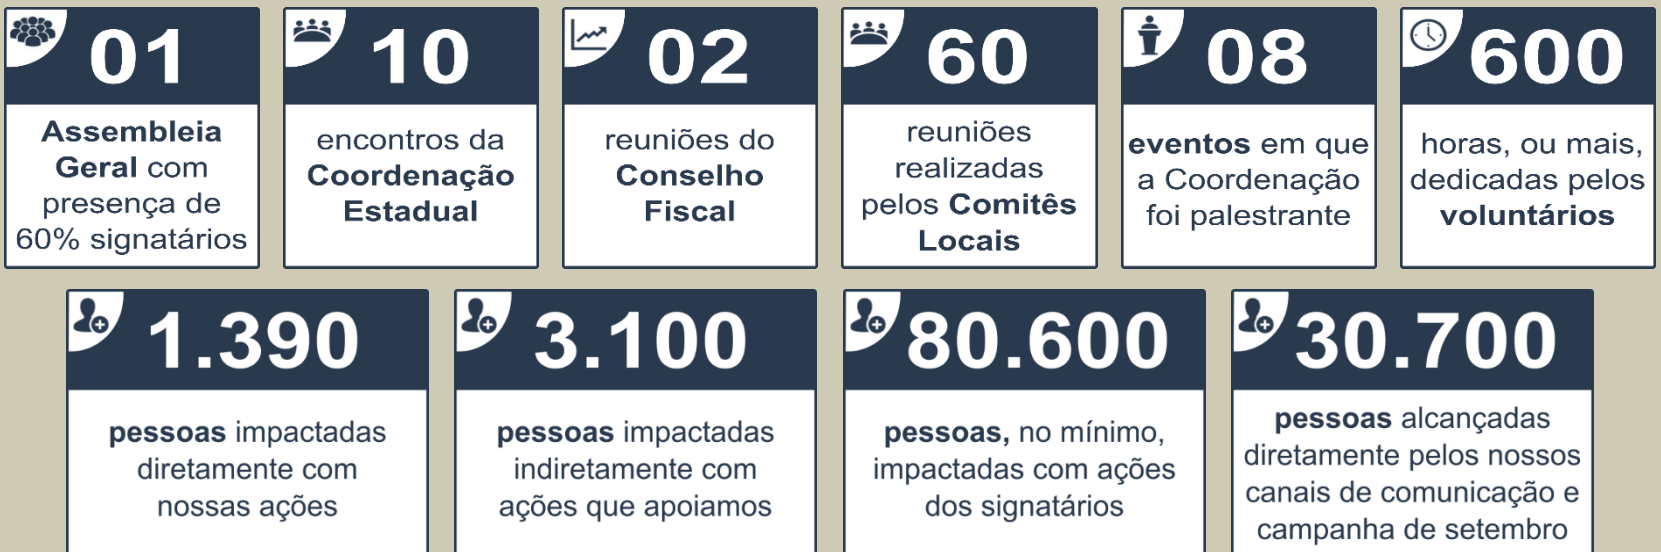 01
Assembleia
Geral com
presença de
60% signatários
10
encontros da
Coordenação
Estadual
02
reuniões do
Conselho
Fiscal
60
reuniões
realizadas
pelos Comitês
Locais
08
eventos em que
a Coordenação
foi palestrante
600
horas, ou mais,
dedicadas pelos
voluntários
1.390
pessoas impactadas
diretamente com
nossas ações
3.100
pessoas impactadas
indiretamente com
ações que apoiamos
80.600
pessoas, no mínimo,
impactadas com ações
dos signatários
30.700
pessoas alcançadas
diretamente pelos nossos
canais de comunicação e
campanha de setembro